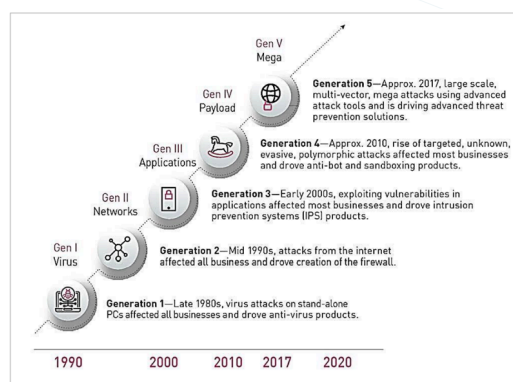 Gen V
Mega
Generation 5—Approx. 2017, large scale,
multi-vector, mega attacks using advanced
attack tools and is driving advanced threat
prevention solutions.
Gen IV
Payload
Generation 4—Approx. 2010, rise of targeted, unknown,
evasive, polymorphic attacks affected most businesses
and drove anti-bot and sandboxing products.
Gen III
Applications
Generation 3—Early 2000s, exploiting vulnerabilities in
applications affected most businesses and drove intrusion
prevention systems (IPS) products.
Gen II
Networks
Generation 2—Mid 1990s, attacks from the internet
affected all business and drove creation of the firewall.
Gen I
Virus
Generation 1—Late 1980s, virus attacks on stand-alone
PCs affected all businesses and drove anti-virus products.
1990 2000 2010 2017 2020